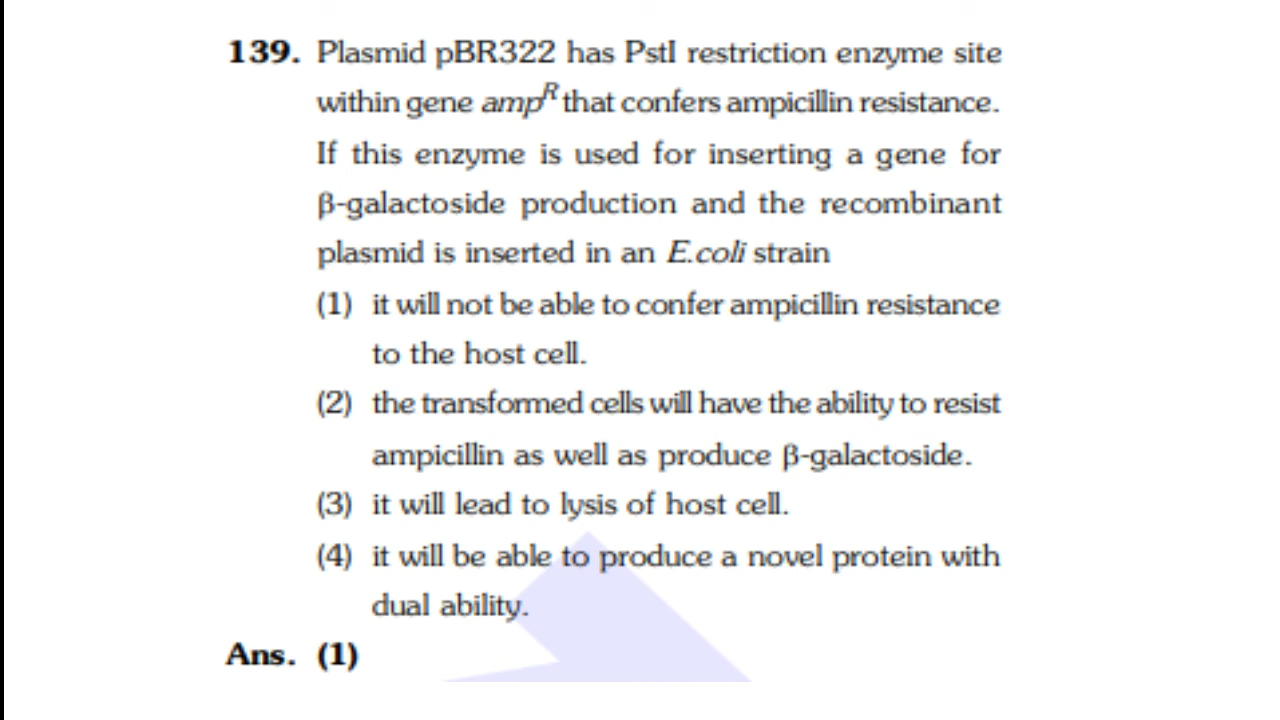 139. Plasmid pBR322 has PstI restriction enzyme site
within gene ampᴿ that confers ampicillin resistance.
If this enzyme is used for inserting a gene for
β-galactoside production and the recombinant
plasmid is inserted in an E.coli strain
(1) it will not be able to confer ampicillin resistance
to the host cell.
(2) the transformed cells will have the ability to resist
ampicillin as well as produce β-galactoside.
(3) it will lead to lysis of host cell.
(4) it will be able to produce a novel protein with
dual ability.
Ans. (1)